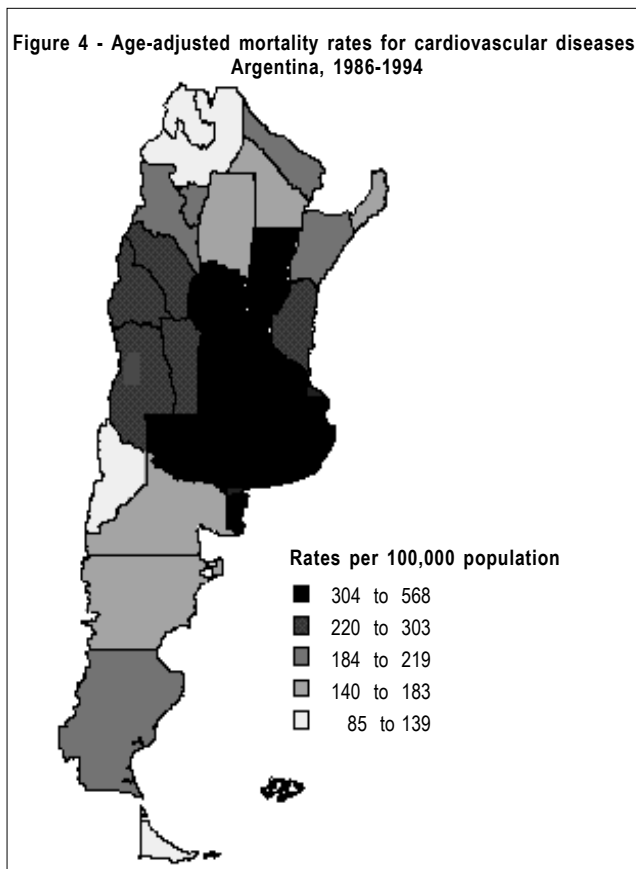 Figure 4 - Age-adjusted mortality rates for cardiovascular diseases
Argentina, 1986-1994
Rates per 100,000 population
304 to 568
220 to 303
184 to 219
140 to 183
85 to 139